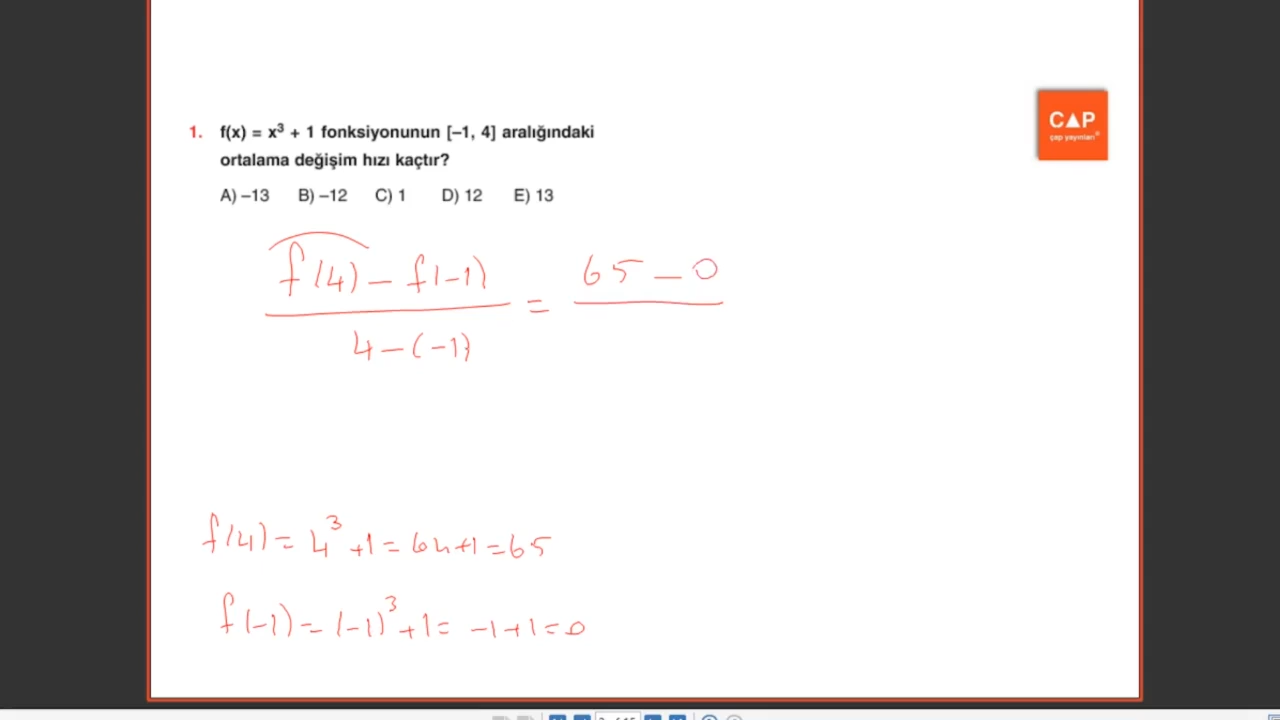 1. f(x) = x³ + 1 fonksiyonunun [–1, 4] aralığındaki
ortalama değişim hızı kaçtır?
A) –13 B) –12 C) 1 D) 12 E) 13
CAP
çap yayınları
f(4) – f(–1) = 65 – 0
4 – (–1)
f(4) = 4³ + 1 = 64 + 1 = 65
f(–1) = (–1)³ + 1 = –1 + 1 = 0